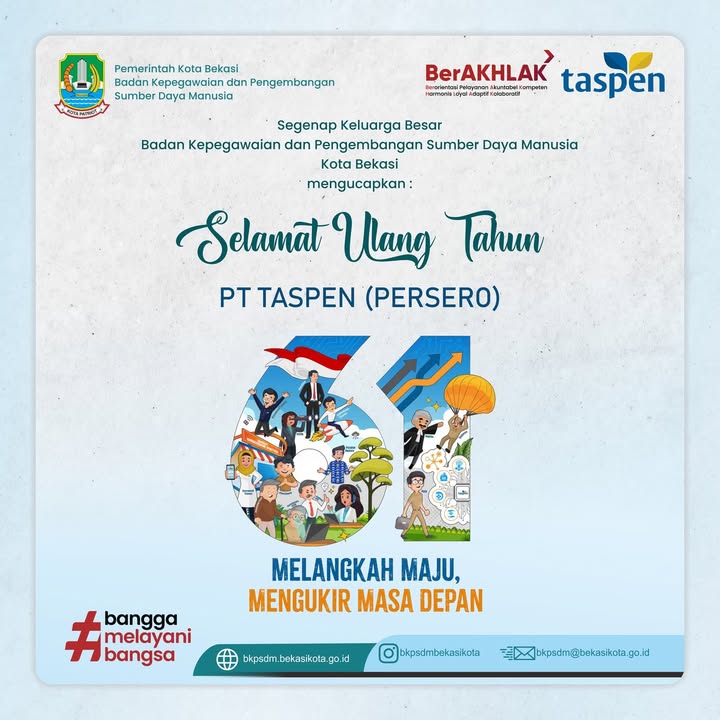 Pemerintah Kota Bekasi
Badan Kepegawaian dan Pengembangan
Sumber Daya Manusia
KOTA PATRIOT
BerAKHLAK
Berorientasi Pelayanan Akuntabel Kompeten
Harmonis Loyal Adaptif Kolaboratif
taspen
Segenap Keluarga Besar
Badan Kepegawaian dan Pengembangan Sumber Daya Manusia
Kota Bekasi
mengucapkan :
Selamat Ulang Tahun
PT TASPEN (PERSERO)
61
MELANGKAH MAJU,
MENGUKIR MASA DEPAN
#bangga
melayani
bangsa
bkpsdm.bekasikota.go.id
bkpsdmbekasikota
bkpsdm@bekasikota.go.id